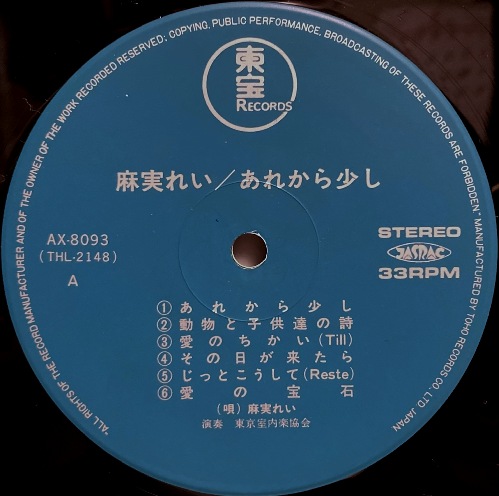 "ALL RIGHTS OF THE RECORD MANUFACTURER AND OF THE OWNER OF THE WORK RECORDED RESERVED; COPYING, PUBLIC PERFORMANCE, BROADCASTING OF THESE RECORDS ARE FORBIDDEN" MANUFACTURED BY TOHO RECORDS CO. LTD JAPAN
東宝
RECORDS
麻実れい/あれから少し
AX-8093
(THL-2148)
A
STEREO
JASRAC
33RPM
①あれから少し
②動物と子供達の詩
③愛のちかい(Till)
④その日が来たら
⑤じっとこうして(Reste)
⑥愛の宝石
(唄)麻実れい
演奏 東京室内楽協会